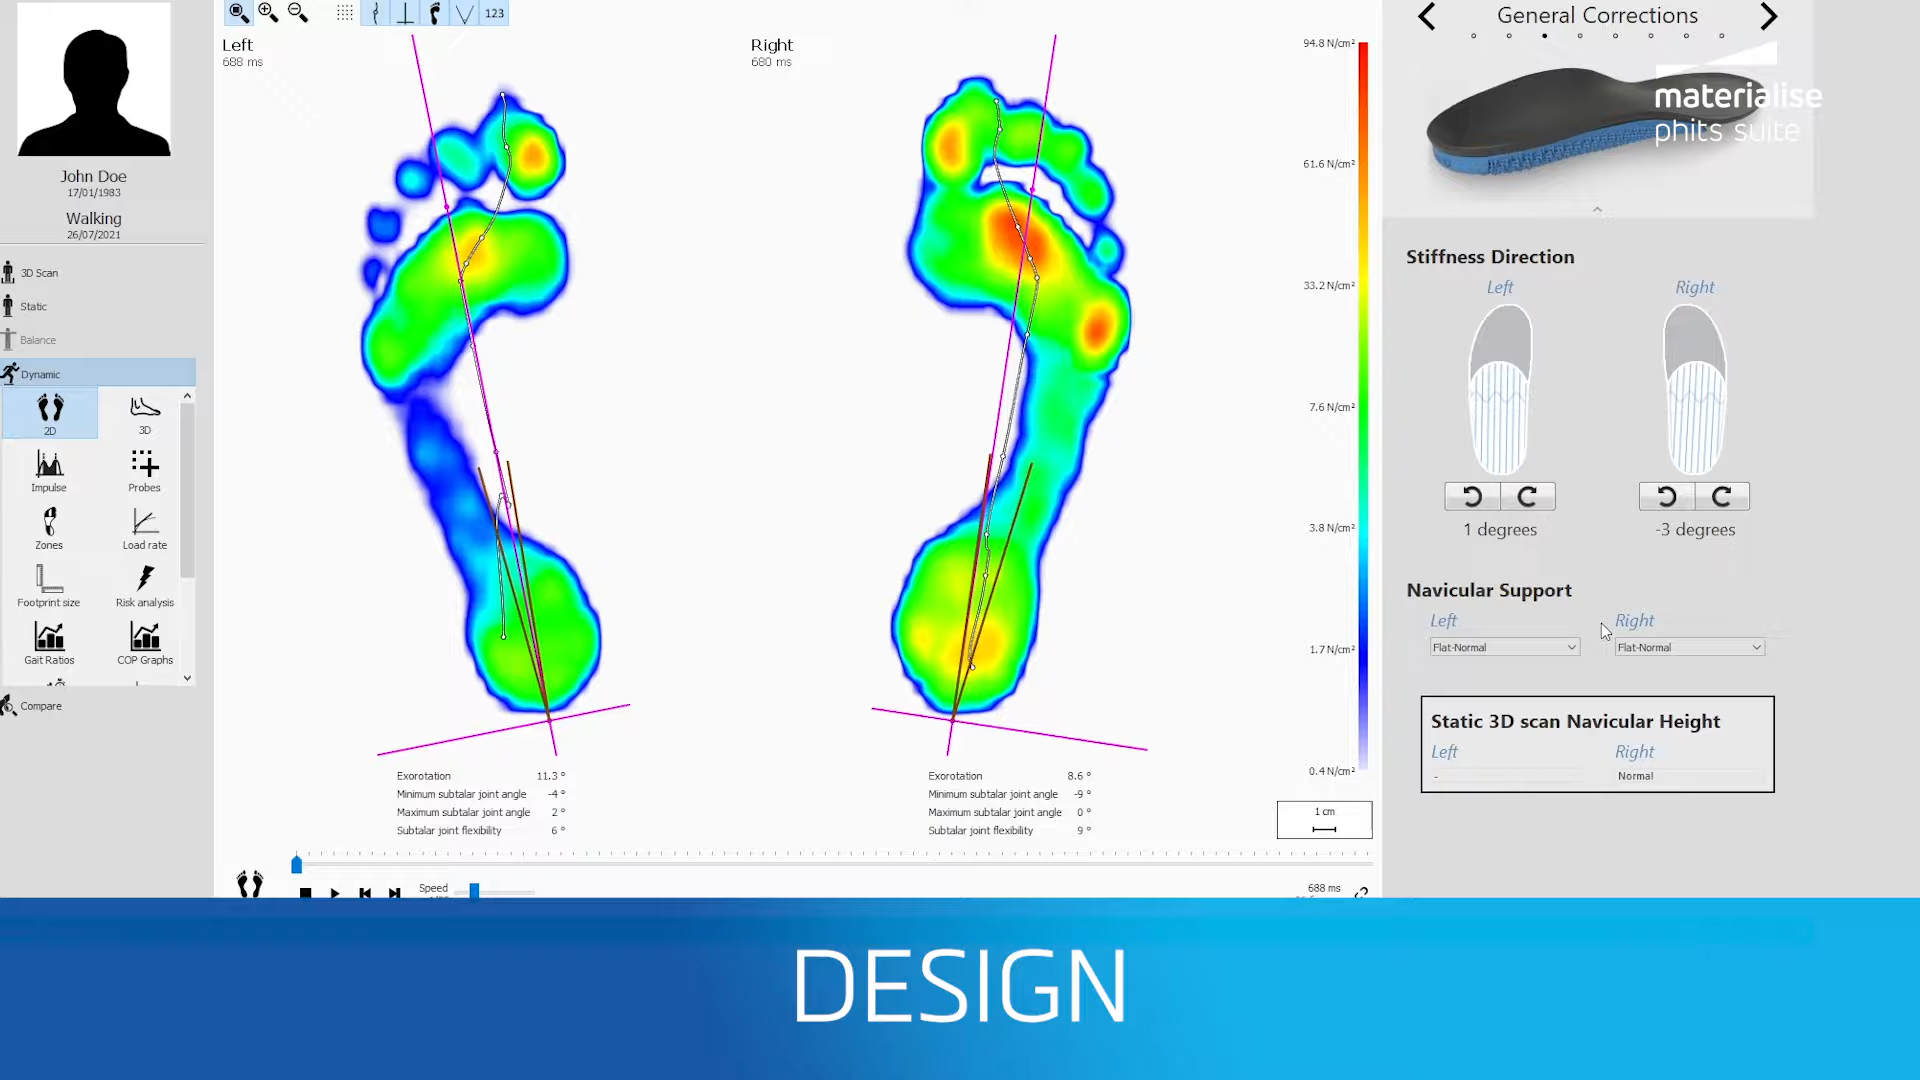 123
General Corrections
Left
688 ms
Right
680 ms
94.8 N/cm²
61.6 N/cm²
33.2 N/cm²
7.6 N/cm²
3.8 N/cm²
1.7 N/cm²
0.4 N/cm²
materialise
phits suite
John Doe
17/01/1983
Walking
26/07/2021
3D Scan
Static
Balance
Dynamic
2D
3D
Impulse
Probes
Zones
Load rate
Footprint size
Risk analysis
Gait Ratios
COP Graphs
Compare
Exorotation 11.3 °
Minimum subtalar joint angle -4 °
Maximum subtalar joint angle 2 °
Subtalar joint flexibility 6 °
Exorotation 8.6 °
Minimum subtalar joint angle -9 °
Maximum subtalar joint angle 0 °
Subtalar joint flexibility 9 °
1 cm
Speed
688 ms
Stiffness Direction
Left Right
1 degrees -3 degrees
Navicular Support
Left Right
Flat-Normal Flat-Normal
Static 3D scan Navicular Height
Left Right
- Normal
DESIGN